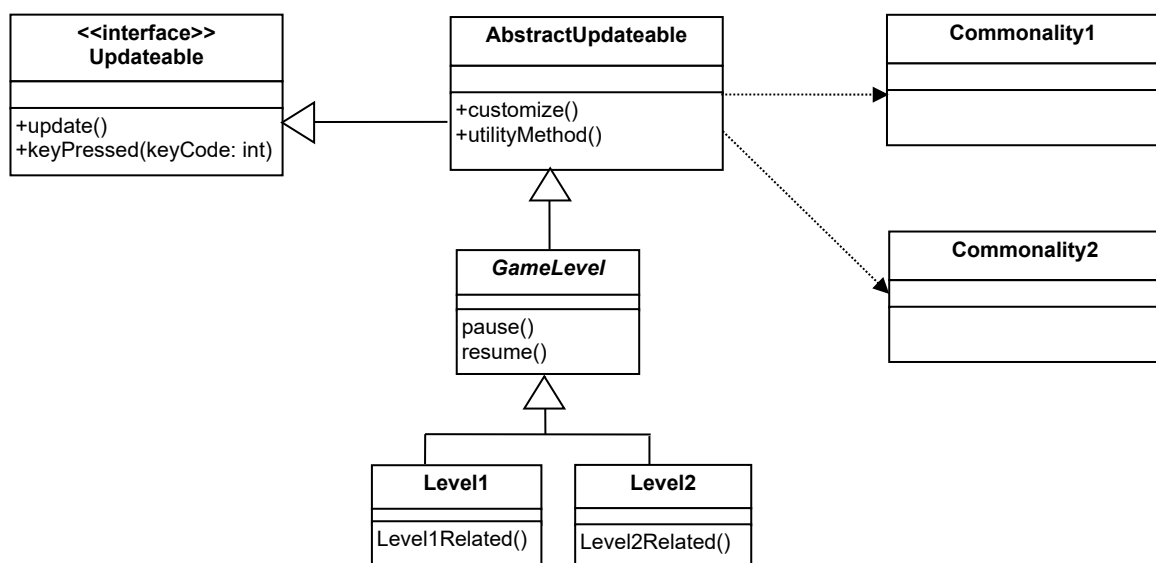 <<interface>>
Updateable
+update()
+keyPressed(keyCode: int)
AbstractUpdateable
+customize()
+utilityMethod()
Commonality1
Commonality2
GameLevel
pause()
resume()
Level1
Level1Related()
Level2
Level2Related()